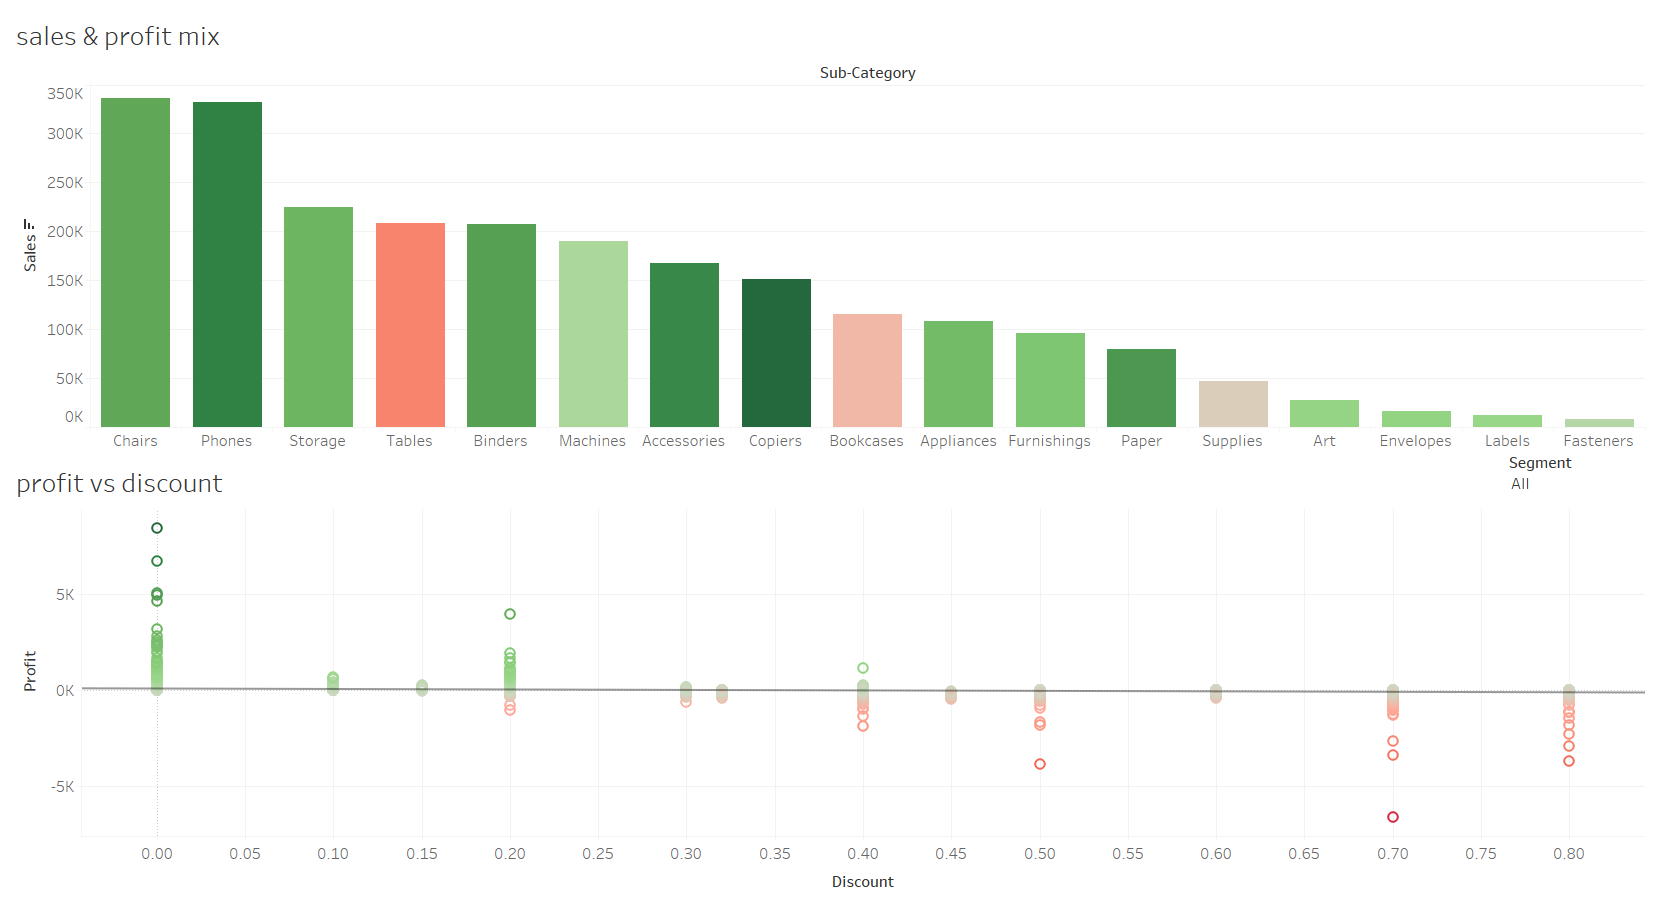 sales & profit mix
Sub-Category
350K
300K
250K
200K
150K
100K
50K
0K
Sales
Chairs Phones Storage Tables Binders Machines Accessories Copiers Bookcases Appliances Furnishings Paper Supplies Art Envelopes Labels Fasteners
Segment
All
profit vs discount
5K
0K
-5K
Profit
0.00 0.05 0.10 0.15 0.20 0.25 0.30 0.35 0.40 0.45 0.50 0.55 0.60 0.65 0.70 0.75 0.80
Discount